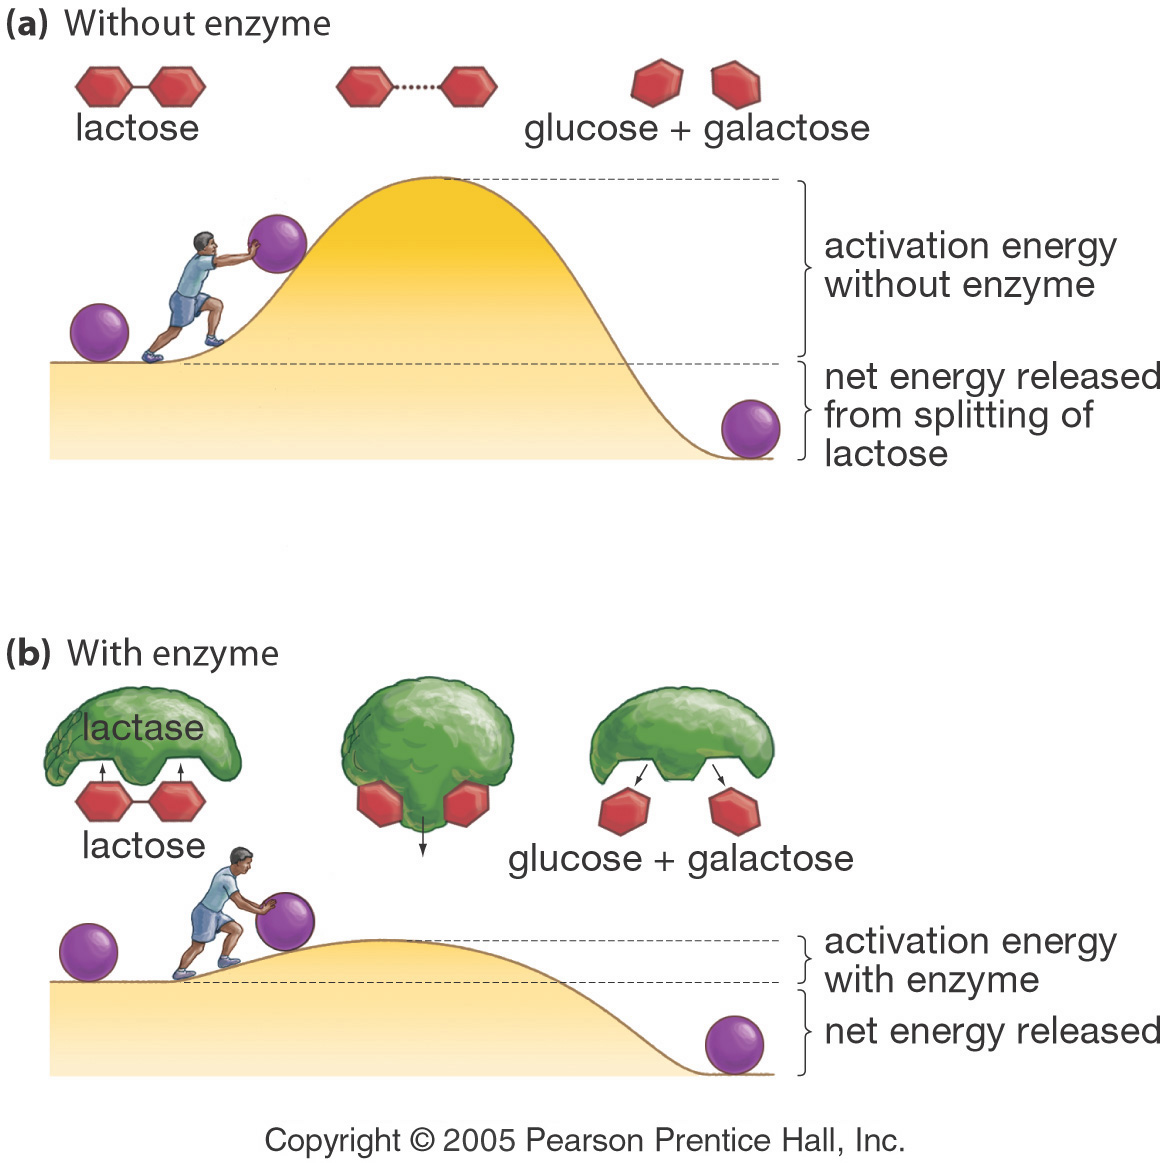 (a) Without enzyme
lactose
glucose + galactose
activation energy
without enzyme
net energy released
from splitting of
lactose
(b) With enzyme
lactase
lactose
glucose + galactose
activation energy
with enzyme
net energy released
Copyright © 2005 Pearson Prentice Hall, Inc.